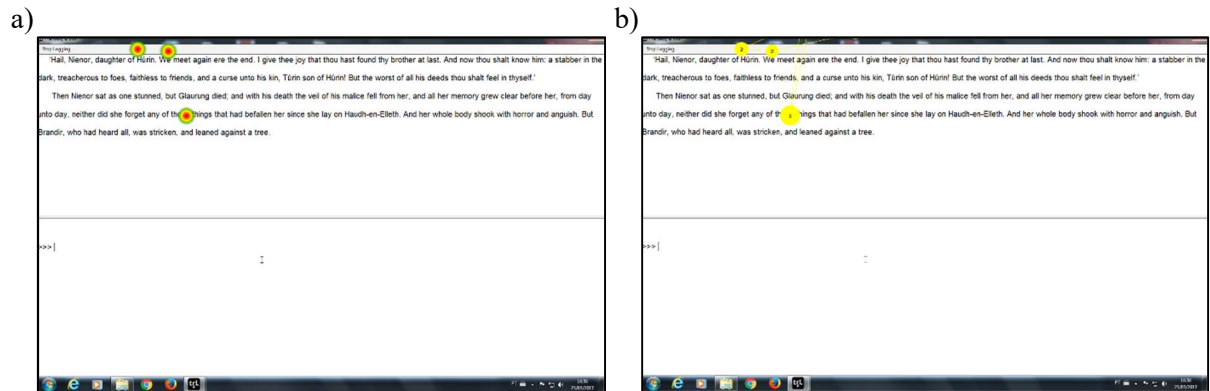 a)
Stop Logging
'Hail, Nienor, daughter of Húrin. We meet again ere the end. I give thee joy that thou hast found thy brother at last. And now thou shalt know him: a stabber in the
dark, treacherous to foes, faithless to friends, and a curse unto his kin, Túrin son of Húrin! But the worst of all his deeds thou shalt feel in thyself.'
Then Nienor sat as one stunned, but Glaurung died; and with his death the veil of his malice fell from her, and all her memory grew clear before her, from day
unto day, neither did she forget any of things that had befallen her since she lay on Haudh-en-Elleth. And her whole body shook with horror and anguish. But
Brandir, who had heard all, was stricken, and leaned against a tree.
>>>
PT
16:36
25/01/2017
b)
Stop Logging
'Hail, Nienor, daughter of Húrin. We meet again ere the end. I give thee joy that thou hast found thy brother at last. And now thou shalt know him: a stabber in the
dark, treacherous to foes, faithless to friends, and a curse unto his kin, Túrin son of Húrin! But the worst of all his deeds thou shalt feel in thyself.'
Then Nienor sat as one stunned, but Glaurung died; and with his death the veil of his malice fell from her, and all her memory grew clear before her, from day
unto day, neither did she forget any of things that had befallen her since she lay on Haudh-en-Elleth. And her whole body shook with horror and anguish. But
Brandir, who had heard all, was stricken, and leaned against a tree.
>>>
PT
16:36
25/01/2017